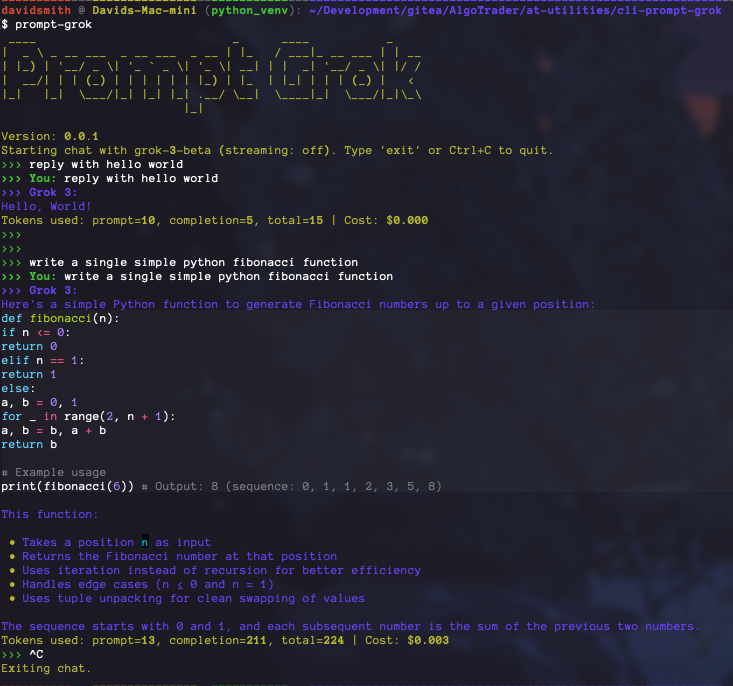 davidsmith @ Davids-Mac-mini (python_venv): ~/Development/gitea/AlgoTrader/at-utilities/cli-prompt-grok
$ prompt-grok
Version: 0.0.1
Starting chat with grok-3-beta (streaming: off). Type 'exit' or Ctrl+C to quit.
>>> reply with hello world
>>> You: reply with hello world
>>> Grok 3:
Hello, World!
Tokens used: prompt=10, completion=5, total=15 | Cost: $0.000
>>>
>>>
>>> write a single simple python fibonacci function
>>> You: write a single simple python fibonacci function
>>> Grok 3:
Here's a simple Python function to generate Fibonacci numbers up to a given position:
def fibonacci(n):
if n <= 0:
return 0
elif n == 1:
return 1
else:
a, b = 0, 1
for _ in range(2, n + 1):
a, b = b, a + b
return b
# Example usage
print(fibonacci(6)) # Output: 8 (sequence: 0, 1, 1, 2, 3, 5, 8)
This function:
• Takes a position n as input
• Returns the Fibonacci number at that position
• Uses iteration instead of recursion for better efficiency
• Handles edge cases (n ≤ 0 and n = 1)
• Uses tuple unpacking for clean swapping of values
The sequence starts with 0 and 1, and each subsequent number is the sum of the previous two numbers.
Tokens used: prompt=13, completion=211, total=224 | Cost: $0.003
>>> ^C
Exiting chat.